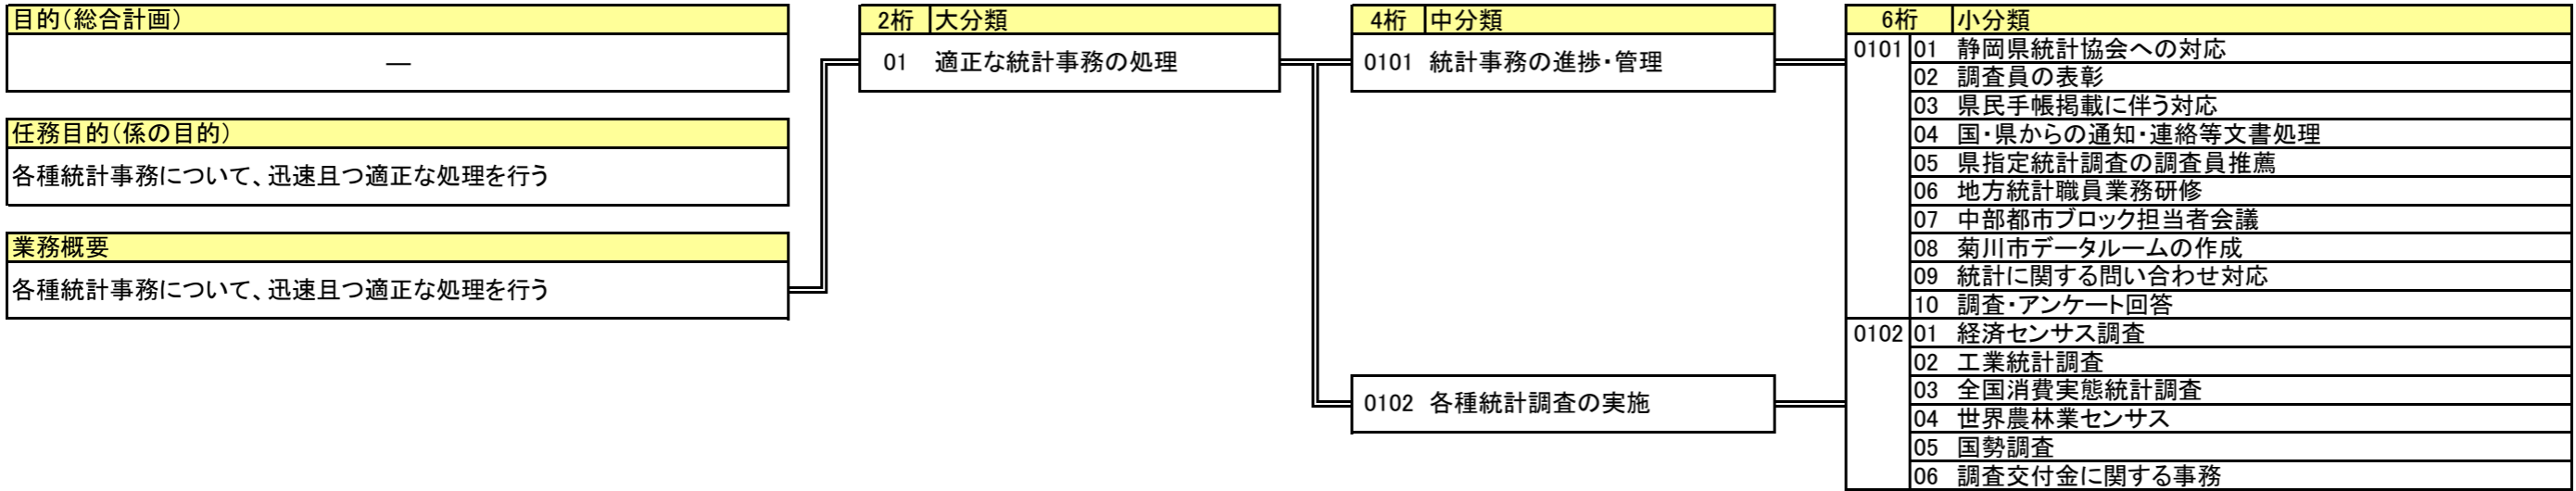 目的(総合計画)
―
任務目的(係の目的)
各種統計事務について、迅速且つ適正な処理を行う
業務概要
各種統計事務について、迅速且つ適正な処理を行う
2桁 大分類
01 適正な統計事務の処理
4桁 中分類
0101 統計事務の進捗・管理
0102 各種統計調査の実施
6桁 小分類
0101 01 静岡県統計協会への対応
02 調査員の表彰
03 県民手帳掲載に伴う対応
04 国・県からの通知・連絡等文書処理
05 県指定統計調査の調査員推薦
06 地方統計職員業務研修
07 中部都市ブロック担当者会議
08 菊川市データルームの作成
09 統計に関する問い合わせ対応
10 調査・アンケート回答
0102 01 経済センサス調査
02 工業統計調査
03 全国消費実態統計調査
04 世界農林業センサス
05 国勢調査
06 調査交付金に関する事務